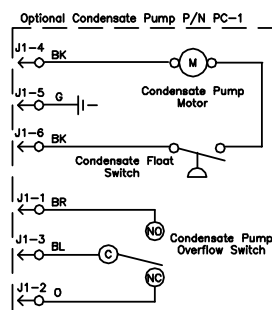 Optional Condensate Pump P/N PC-1
J1-4 BK
M
J1-5 G
Condensate Pump
Motor
J1-6 BK
Condensate Float
Switch
J1-1 BR
NO
Condensate Pump
Overflow Switch
J1-3 BL
C
NC
J1-2 O